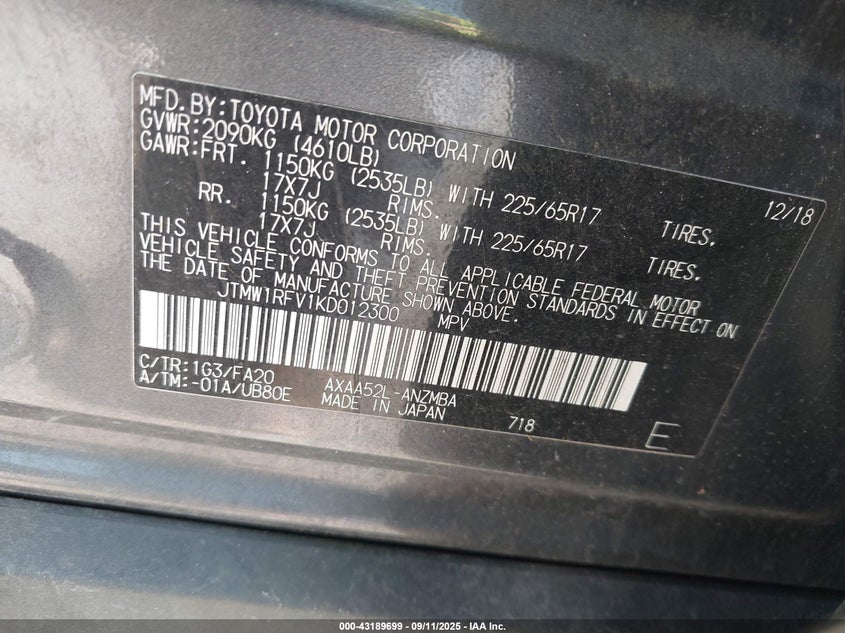 MFD. BY: TOYOTA MOTOR CORPORATION 12/18
GVWR: 2090KG (4610LB)
GAWR: FRT. 1150KG (2535LB) WITH 225/65R17 TIRES.
17X7J RIMS.
RR. 1150KG (2535LB) WITH 225/65R17 TIRES.
17X7J RIMS.
THIS VEHICLE CONFORMS TO ALL APPLICABLE FEDERAL MOTOR
VEHICLE SAFETY AND THEFT PREVENTION STANDARDS IN EFFECT ON
THE DATE OF MANUFACTURE SHOWN ABOVE.
JTMW1RFV1KD012300 MPV
C/TR: 1G3/FA20 AXAA52L-ANZMBA
A/TM: -01A/UB80E MADE IN JAPAN 718 E
000-43189699 - 09/11/2025 - IAA Inc.